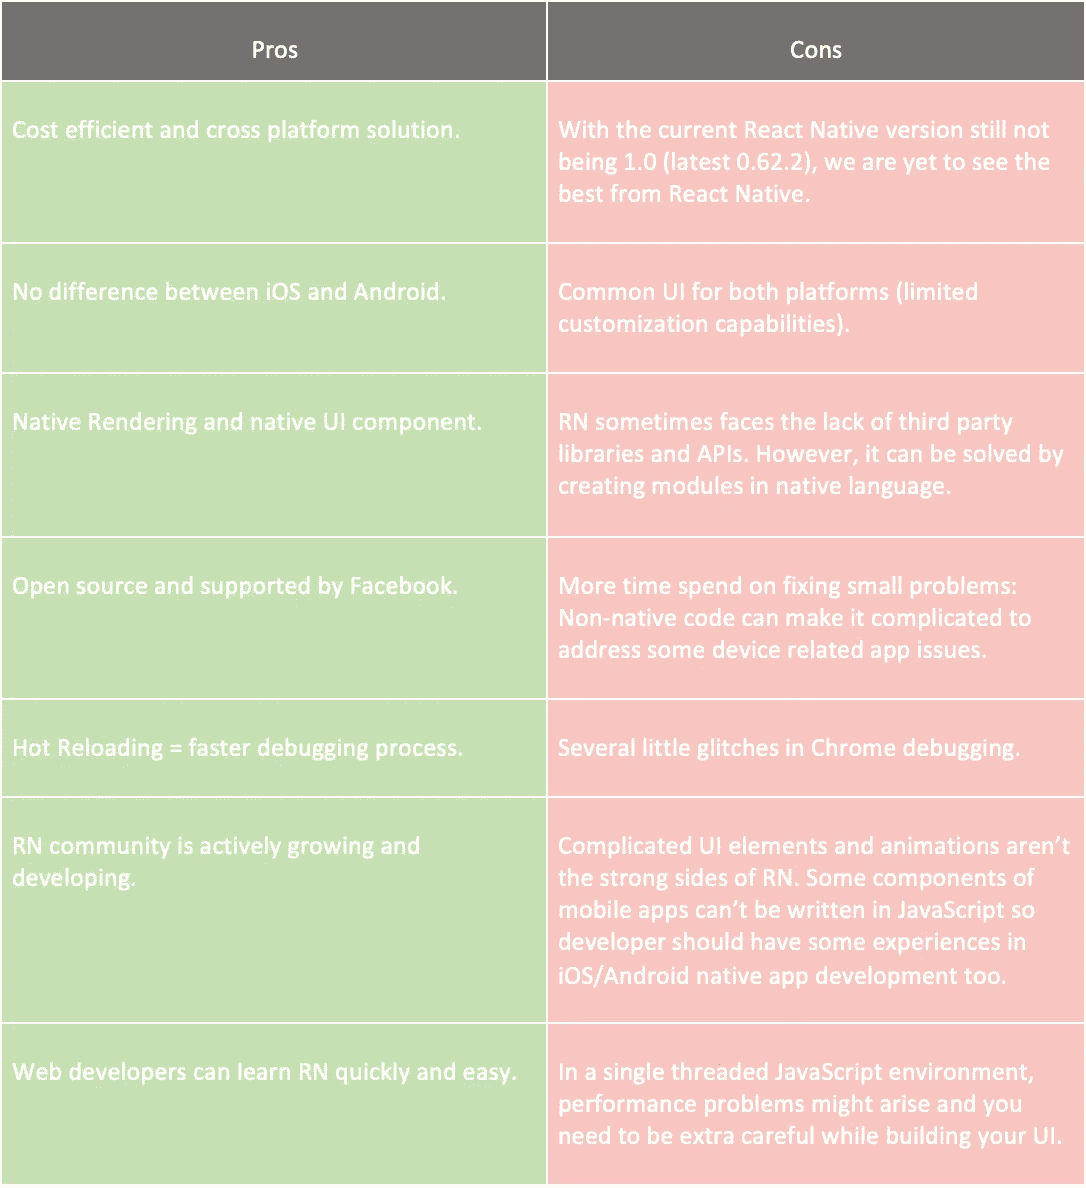 Pros
Cons
Cost efficient and cross platform solution.
With the current React Native version still not
being 1.0 (latest 0.62.2), we are yet to see the
best from React Native.
No difference between iOS and Android.
Common UI for both platforms (limited
customization capabilities).
Native Rendering and native UI component.
RN sometimes faces the lack of third party
libraries and APIs. However, it can be solved by
creating modules in native language.
Open source and supported by Facebook.
More time spend on fixing small problems:
Non-native code can make it complicated to
address some device related app issues.
Hot Reloading = faster debugging process.
Several little glitches in Chrome debugging.
RN community is actively growing and
developing.
Complicated UI elements and animations aren’t
the strong sides of RN. Some components of
mobile apps can’t be written in JavaScript so
developer should have some experiences in
iOS/Android native app development too.
Web developers can learn RN quickly and easy.
In a single threaded JavaScript environment,
performance problems might arise and you
need to be extra careful while building your UI.